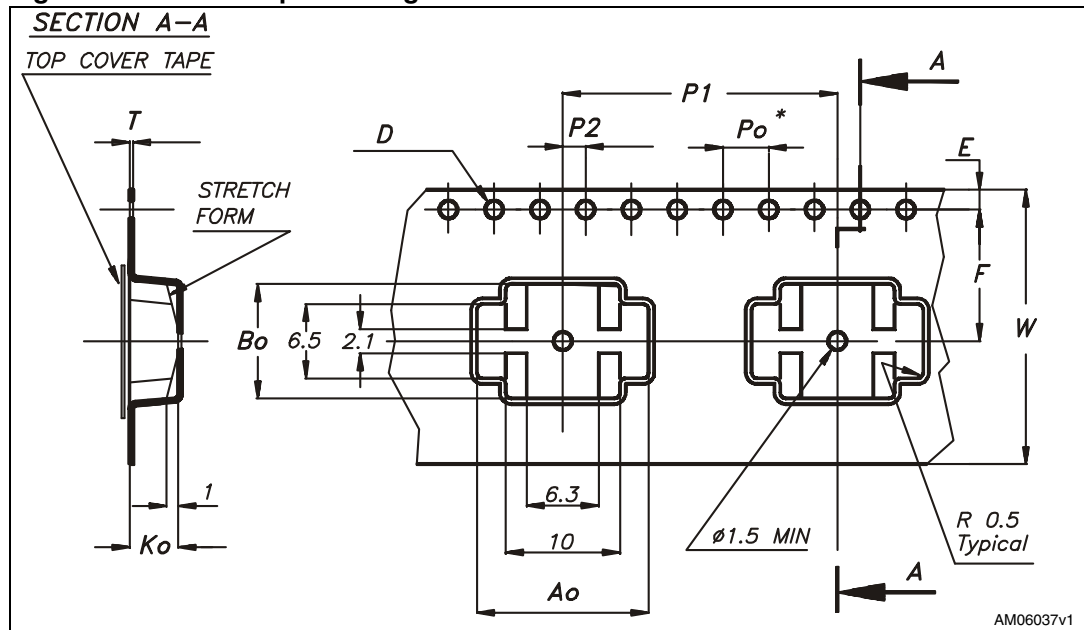 SECTION A-A
TOP COVER TAPE
A
P1
T
P2
Po *
D
E
STRETCH
FORM
F
W
Bo
6.5
2.1
1
6.3
Ko
10
ø1.5 MIN
R 0.5
Typical
Ao
A
AM06037v1